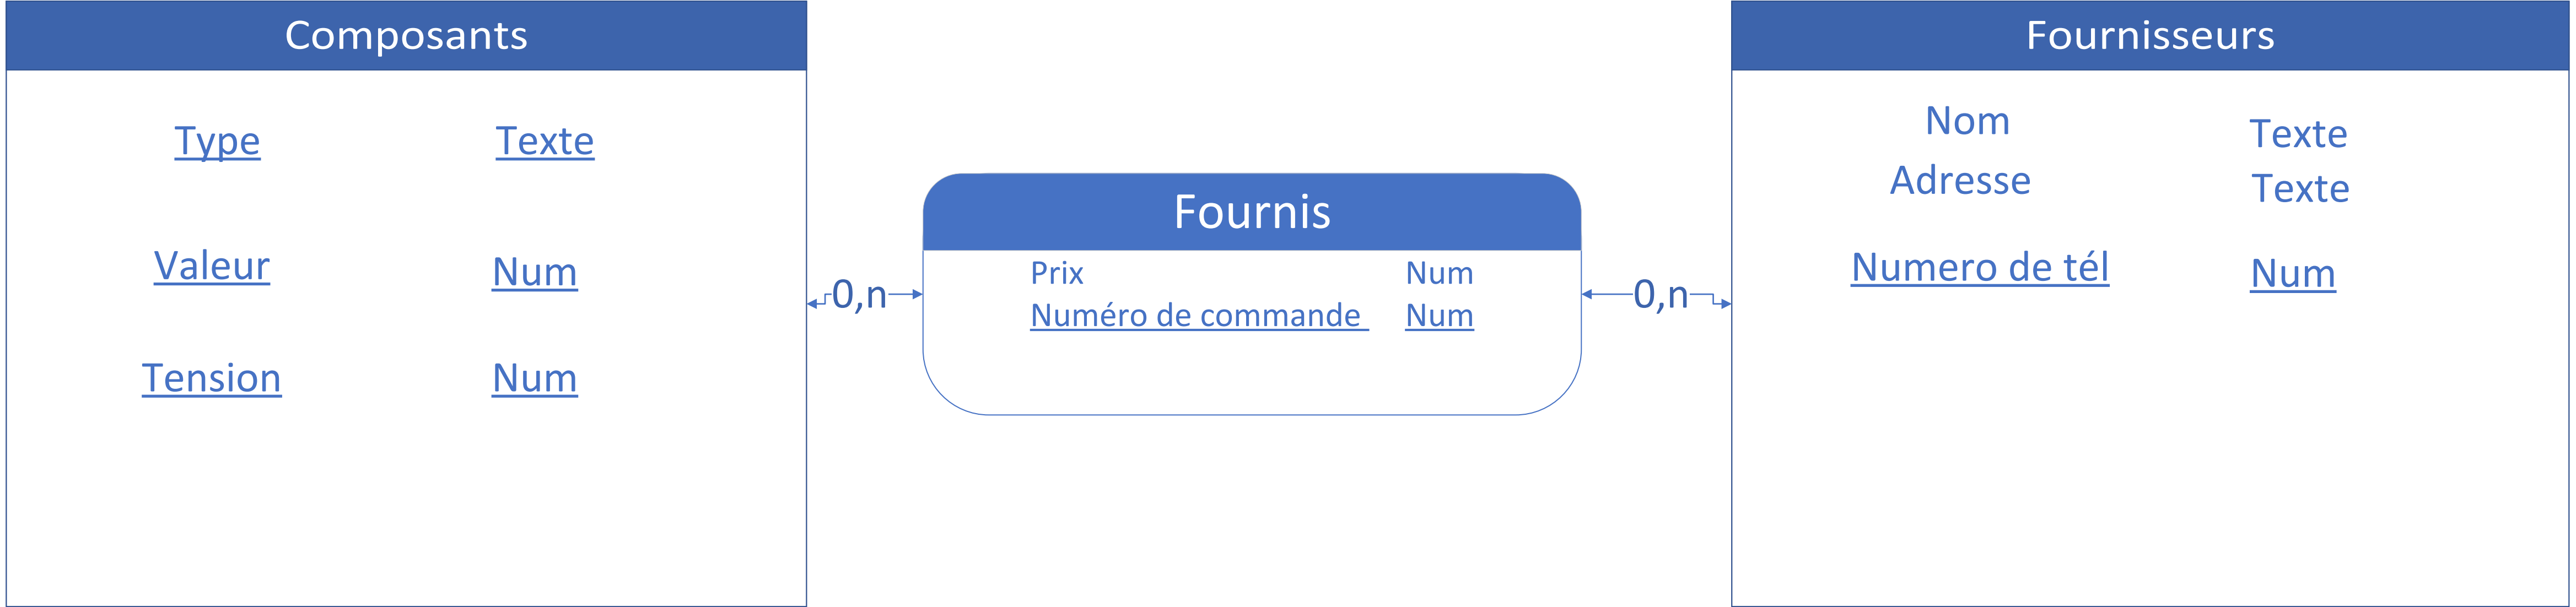 Composants
Type Texte
Valeur Num
Tension Num
0,n
Fournis
Prix Num
Numéro de commande Num
0,n
Fournisseurs
Nom Texte
Adresse Texte
Numero de tél Num